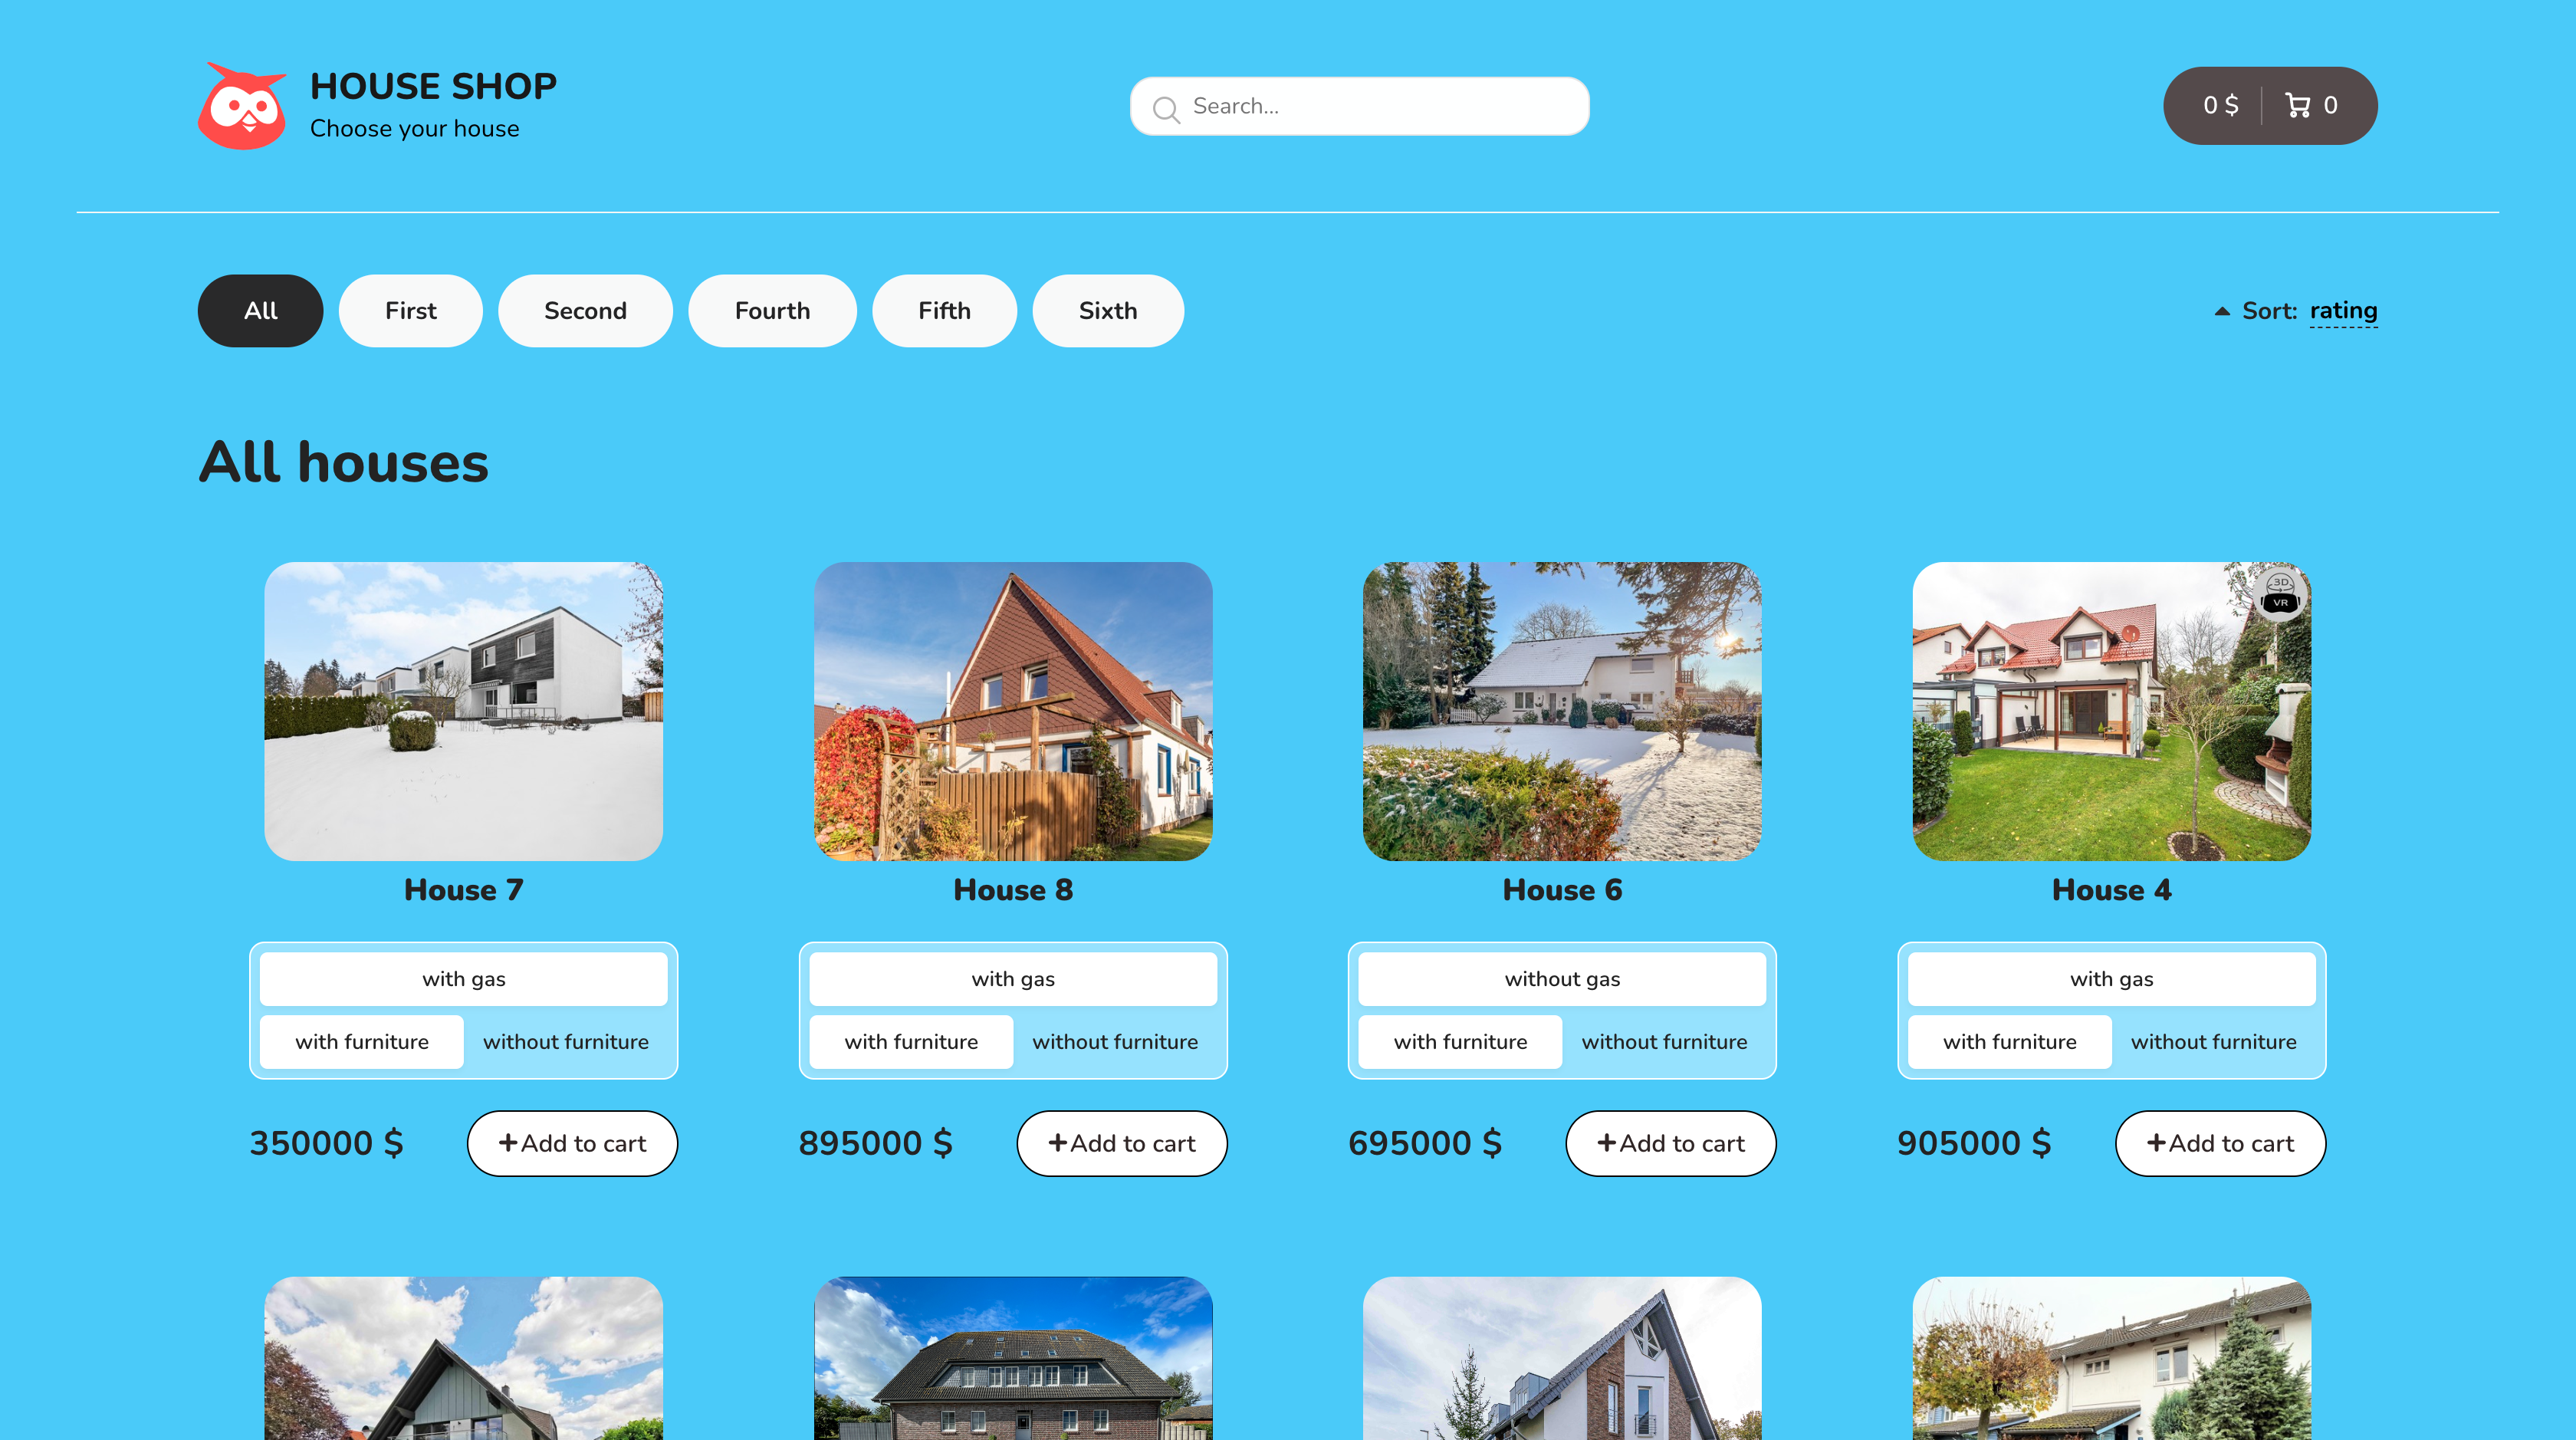 HOUSE SHOP
Choose your house
Search...
0 $
0
All
First
Second
Fourth
Fifth
Sixth
Sort: rating
All houses
3D
VR
House 7
House 8
House 6
House 4
with gas
with gas
without gas
with gas
with furniture
without furniture
with furniture
without furniture
with furniture
without furniture
with furniture
without furniture
350000 $
+Add to cart
895000 $
+Add to cart
695000 $
+Add to cart
905000 $
+Add to cart